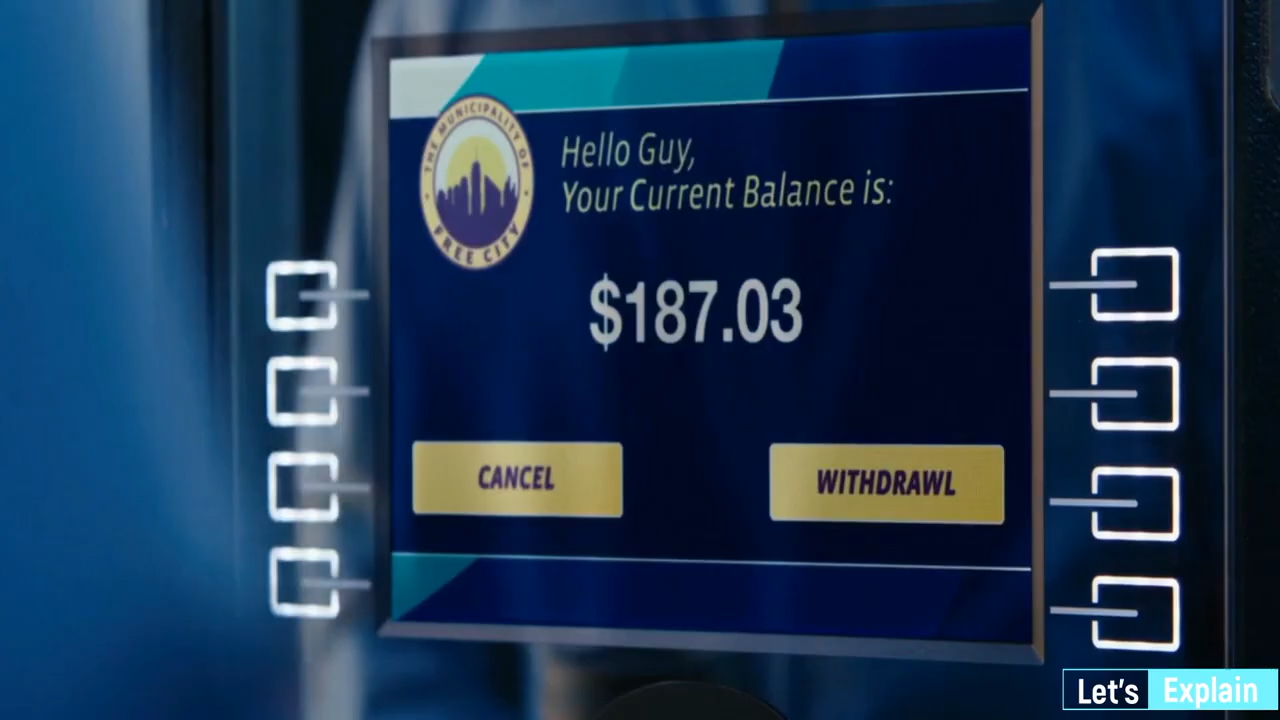 THE MUNICIPALITY OF
FREE CITY
Hello Guy,
Your Current Balance is:
$187.03
CANCEL
WITHDRAWL
Let's Explain